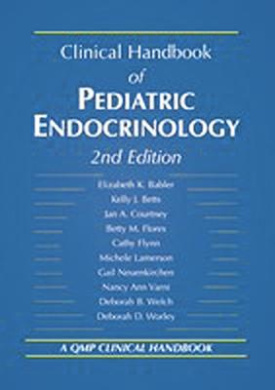 Clinical Handbook
of
PEDIATRIC
ENDOCRINOLOGY
2nd Edition
Elizabeth K. Babler
Kelly J. Betts
Jan A. Courtney
Betty M. Flores
Cathy Flynn
Michele Lamerson
Gail Neuenkirchen
Nancy Ann Varni
Deborah B. Welch
Deborah D. Worley
A QMP CLINICAL HANDBOOK